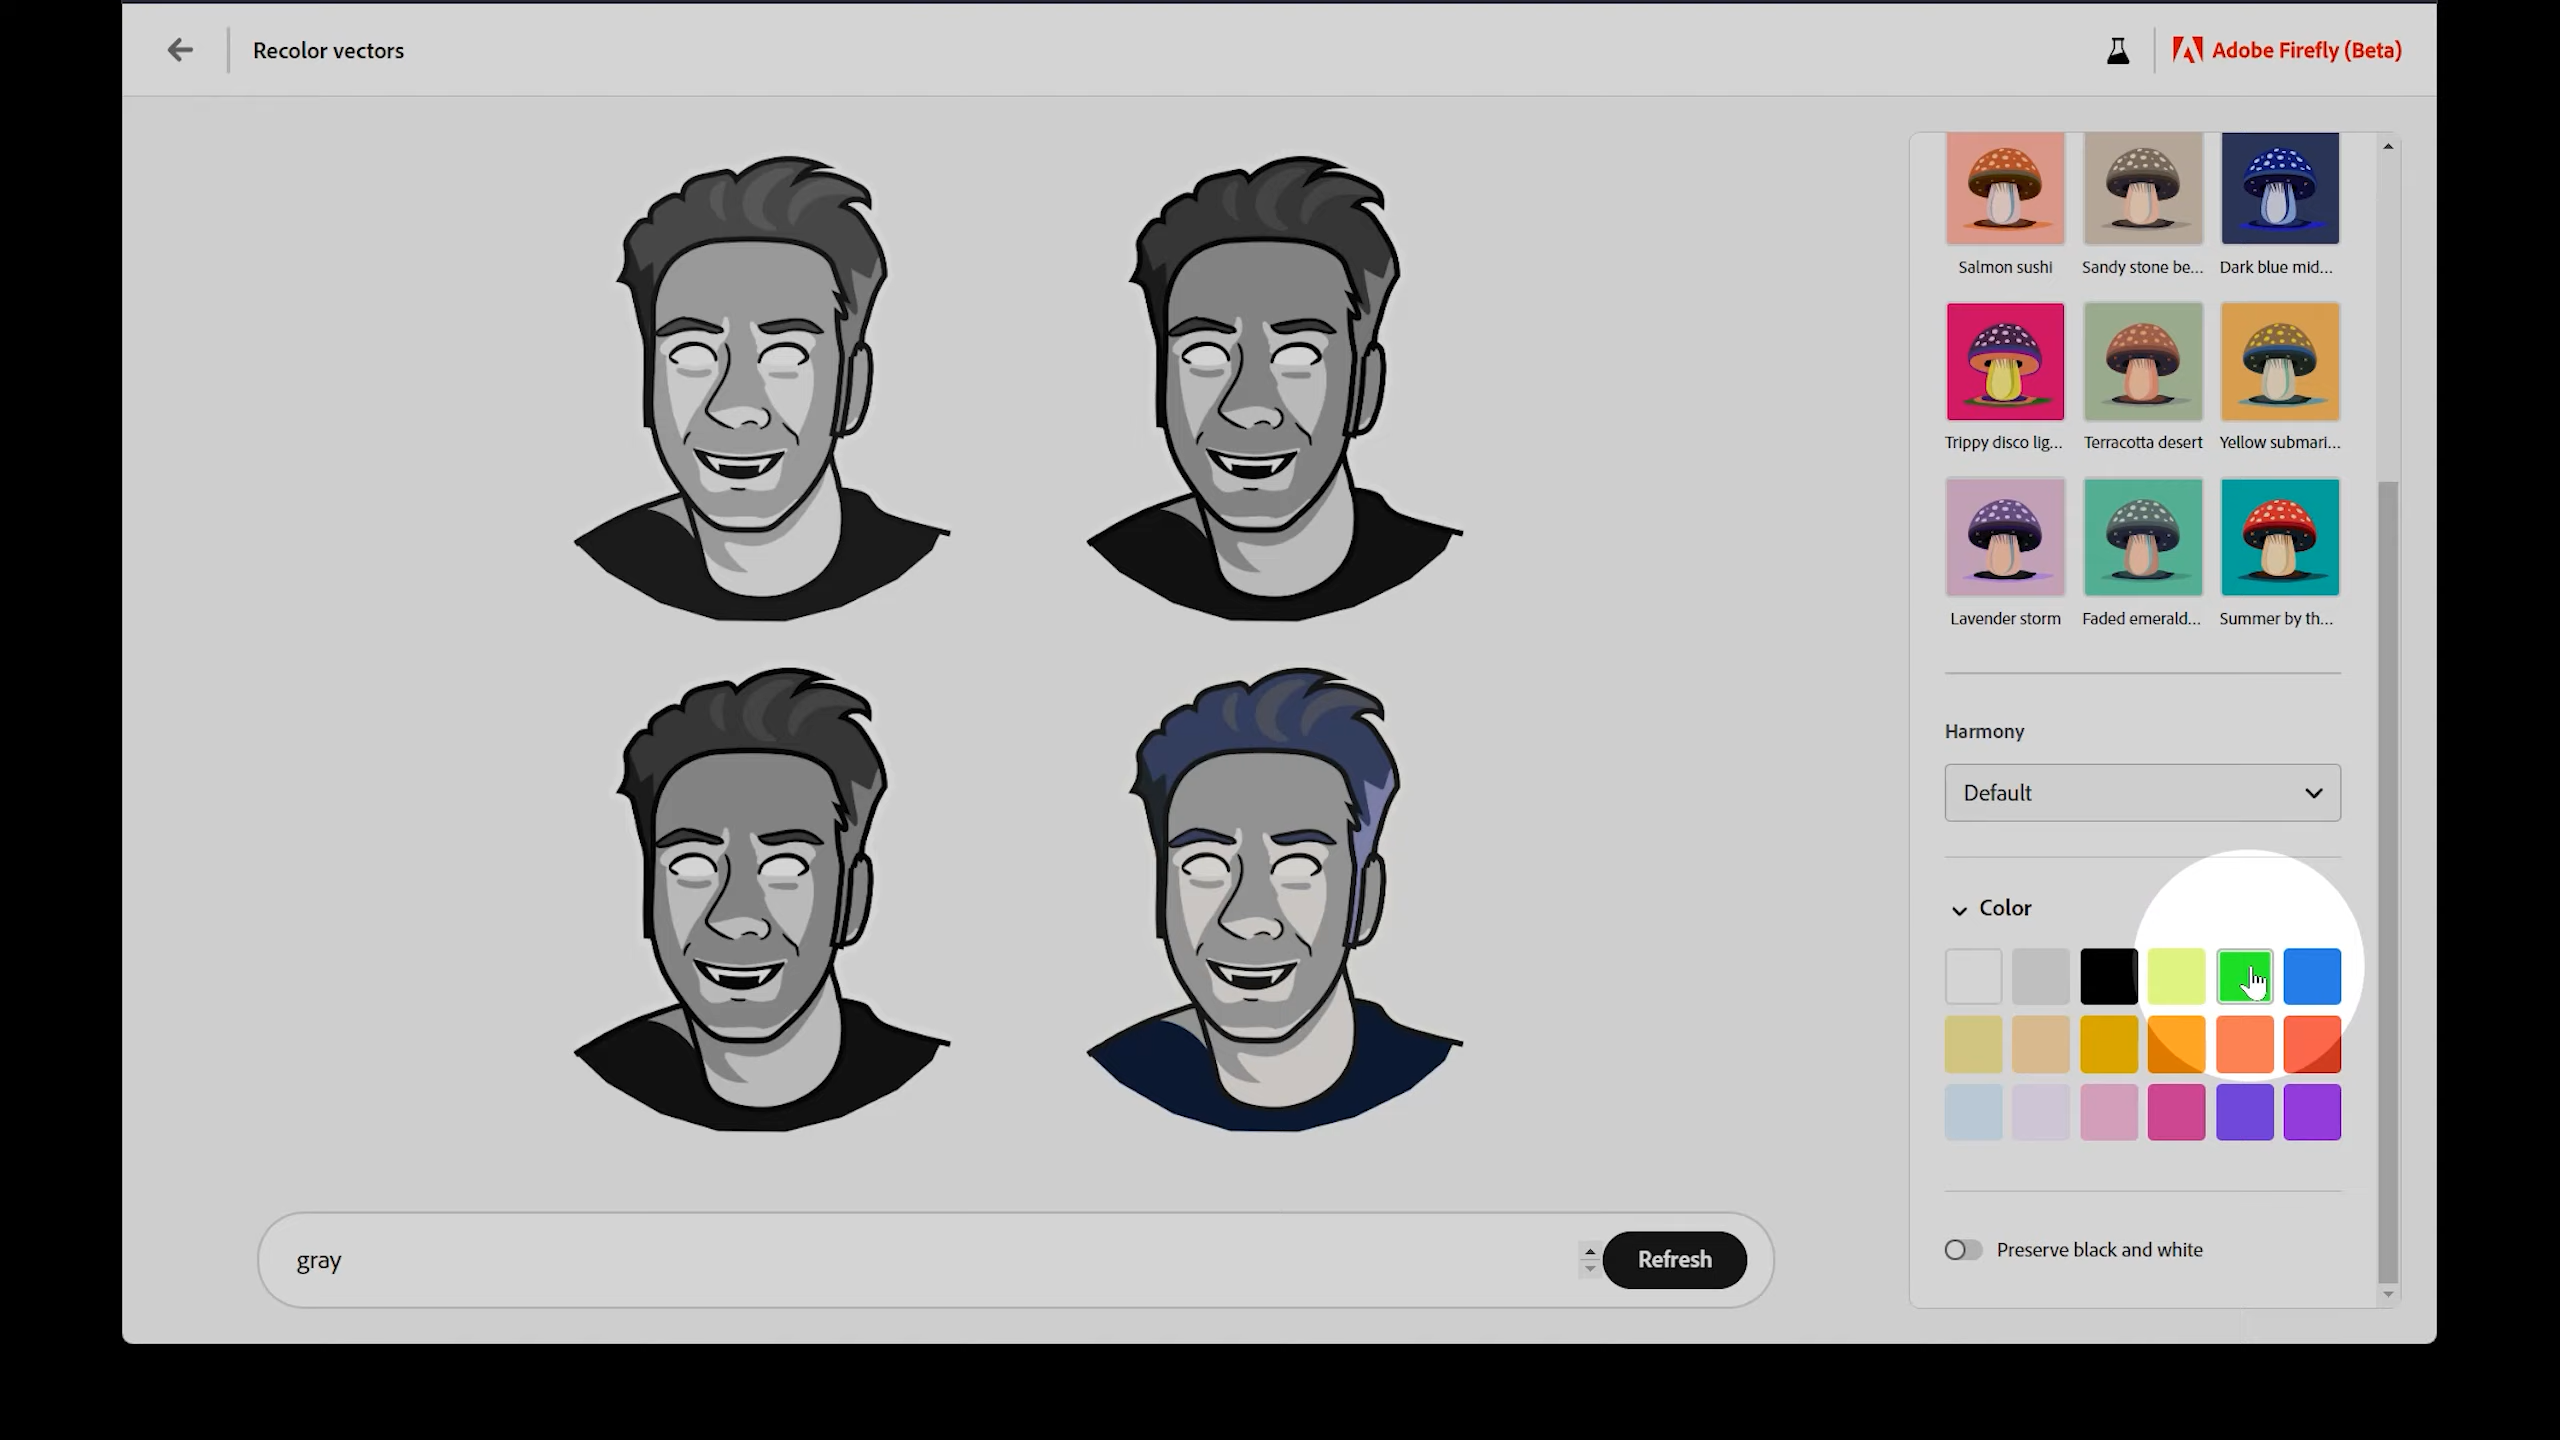 Recolor vectors
Adobe Firefly (Beta)
Salmon sushi
Sandy stone be...
Dark blue mid...
Trippy disco lig...
Terracotta desert
Yellow submari...
Lavender storm
Faded emerald...
Summer by th...
Harmony
Default
Color
Preserve black and white
gray
Refresh